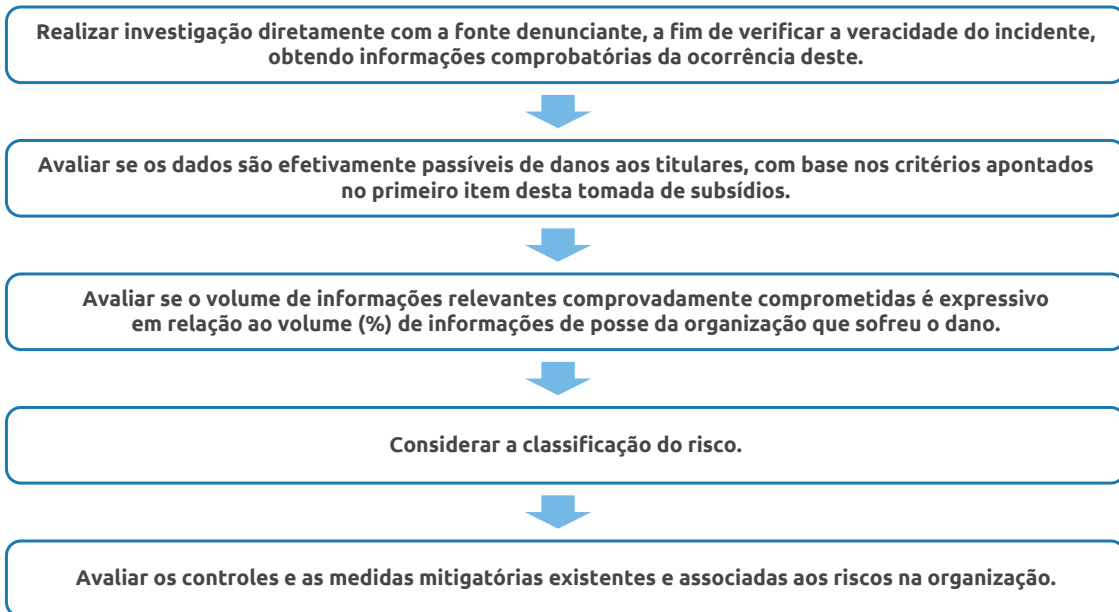 Realizar investigação diretamente com a fonte denunciante, a fim de verificar a veracidade do incidente,
obtendo informações comprobatórias da ocorrência deste.
Avaliar se os dados são efetivamente passíveis de danos aos titulares, com base nos critérios apontados
no primeiro item desta tomada de subsídios.
Avaliar se o volume de informações relevantes comprovadamente comprometidas é expressivo
em relação ao volume (%) de informações de posse da organização que sofreu o dano.
Considerar a classificação do risco.
Avaliar os controles e as medidas mitigatórias existentes e associadas aos riscos na organização.